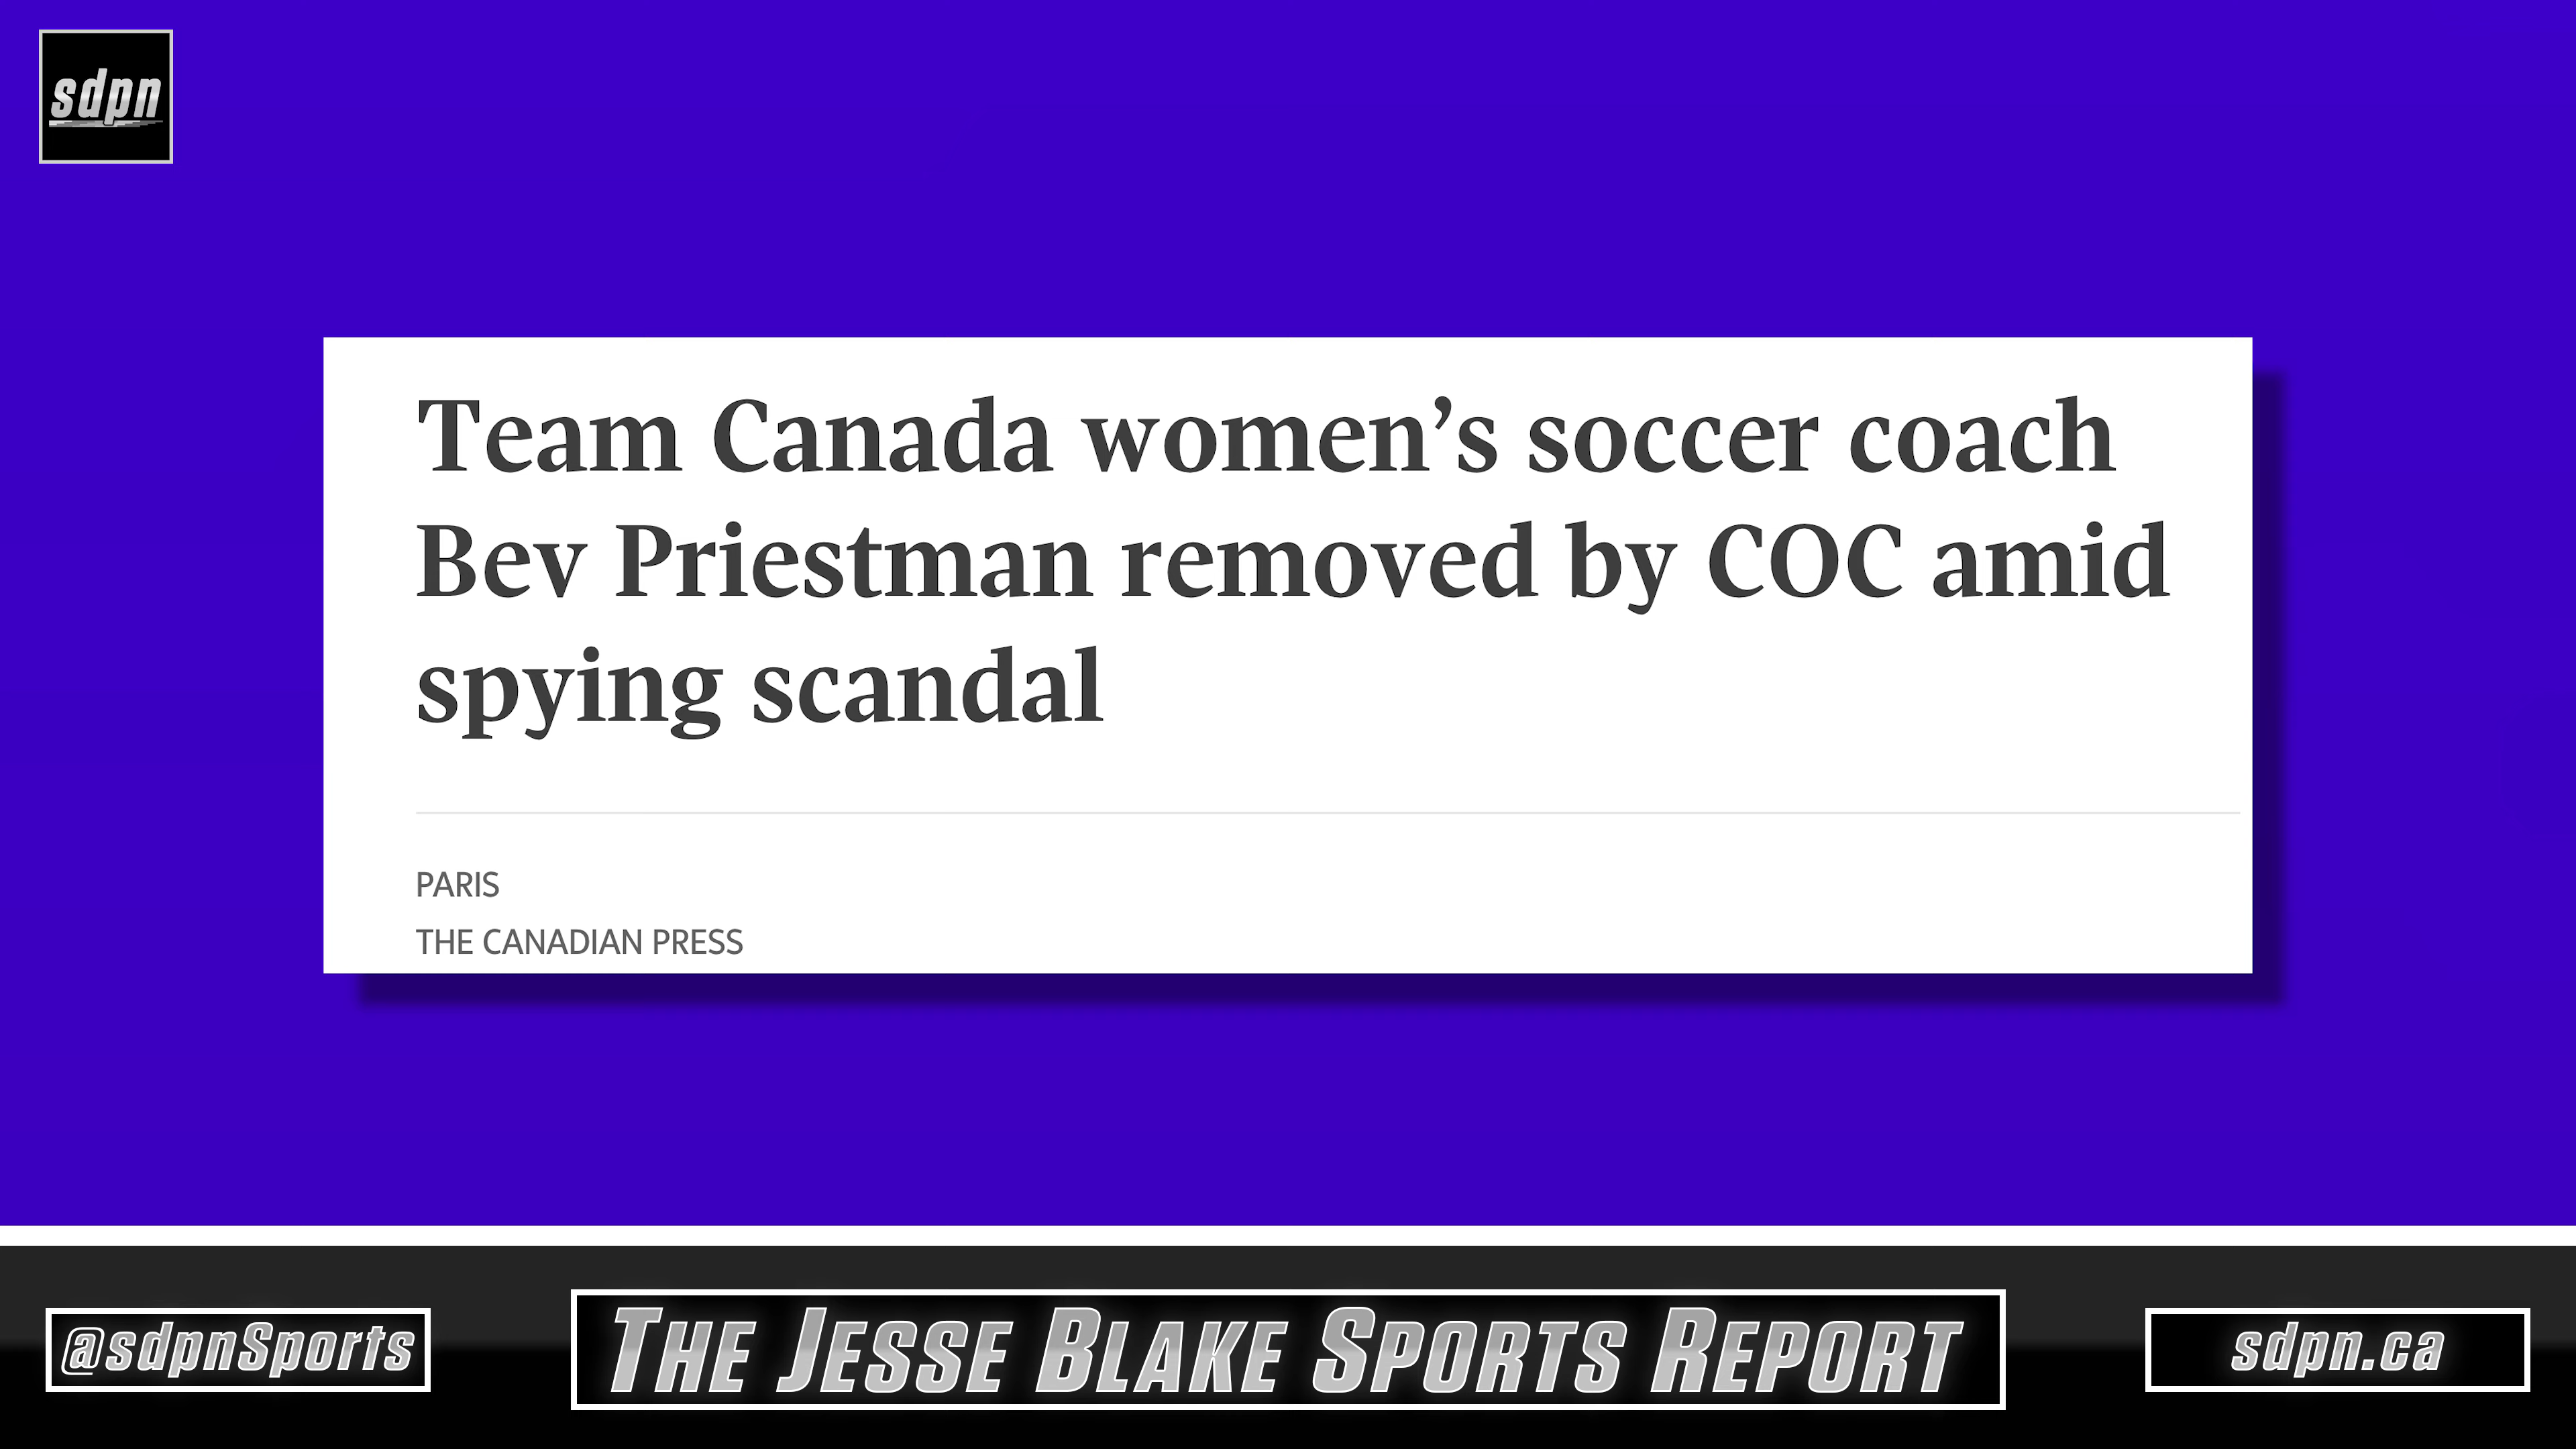 sdpn
Team Canada women’s soccer coach
Bev Priestman removed by COC amid
spying scandal
PARIS
THE CANADIAN PRESS
@sdpnSports
THE JESSE BLAKE SPORTS REPORT
sdpn.ca